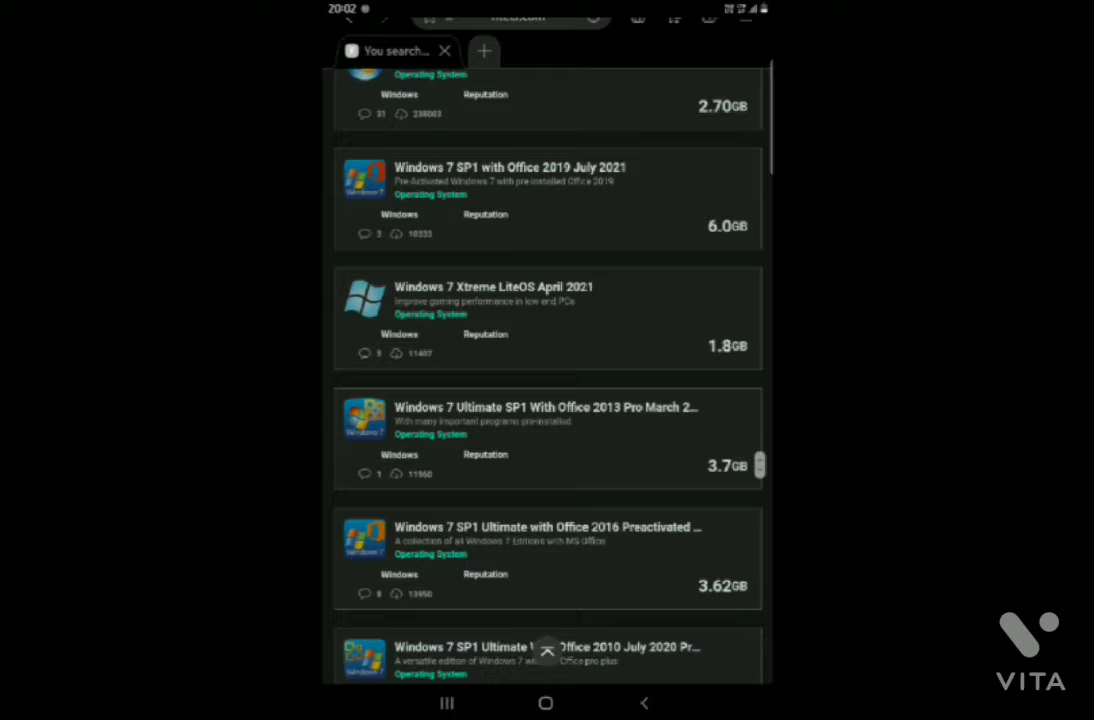 20:02
You search...
Operating System
Windows Reputation
31 238003
2.70GB
Windows 7 SP1 with Office 2019 July 2021
Pre Activated Windows 7 with pre-installed Office 2019
Operating System
Windows Reputation
3 10333
6.0GB
Windows 7 Xtreme LiteOS April 2021
Improve gaming performance in low end PCs
Operating System
Windows Reputation
5 11407
1.8GB
Windows 7 Ultimate SP1 With Office 2013 Pro March 2...
With many important programs pre-installed
Operating System
Windows Reputation
1 11960
3.7GB
Windows 7 SP1 Ultimate with Office 2016 Preactivated ...
A collection of all Windows 7 Editions with MS Office
Operating System
Windows Reputation
8 13950
3.62GB
Windows 7 SP1 Ultimate Office 2010 July 2020 Pr...
A versatile edition of Windows 7 Office pro plus
Operating System
VITA